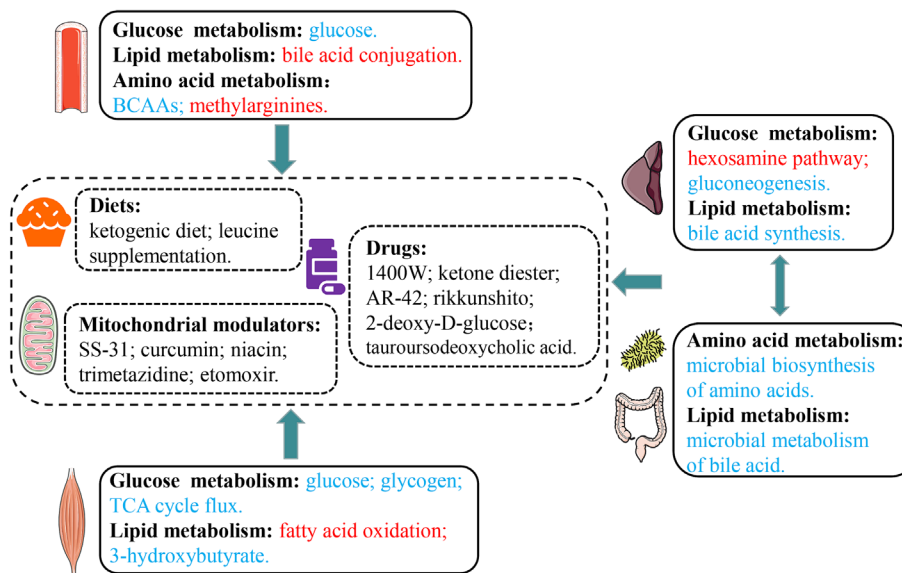 Glucose metabolism: glucose.
Lipid metabolism: bile acid conjugation.
Amino acid metabolism：
BCAAs; methylarginines.
Glucose metabolism:
hexosamine pathway;
gluconeogenesis.
Lipid metabolism:
bile acid synthesis.
Diets:
ketogenic diet; leucine
supplementation.
Drugs:
1400W; ketone diester;
AR-42; rikkunshito;
2-deoxy-D-glucose；
tauroursodeoxycholic acid.
Mitochondrial modulators:
SS-31; curcumin; niacin;
trimetazidine; etomoxir.
Amino acid metabolism:
microbial biosynthesis
of amino acids.
Lipid metabolism:
microbial metabolism
of bile acid.
Glucose metabolism: glucose; glycogen;
TCA cycle flux.
Lipid metabolism: fatty acid oxidation;
3-hydroxybutyrate.